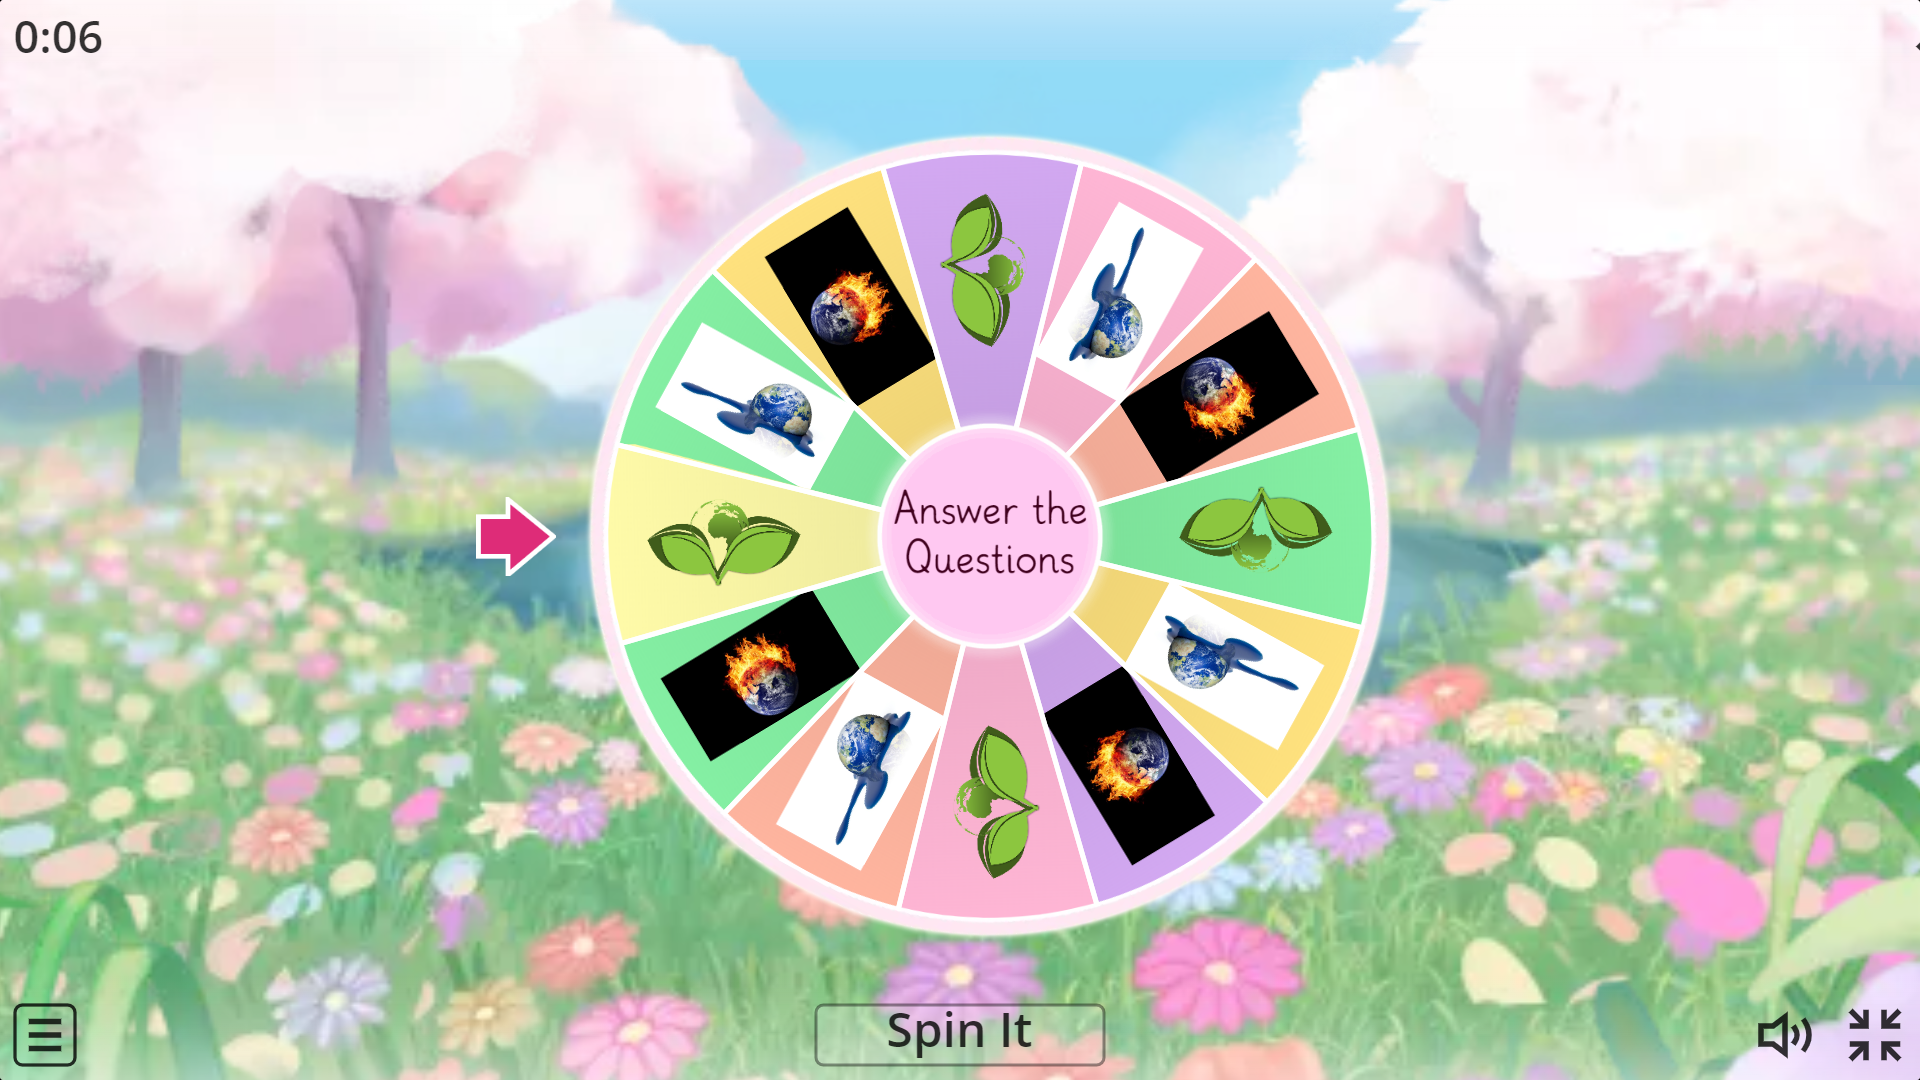 0:06
Answer the
Questions
Spin It